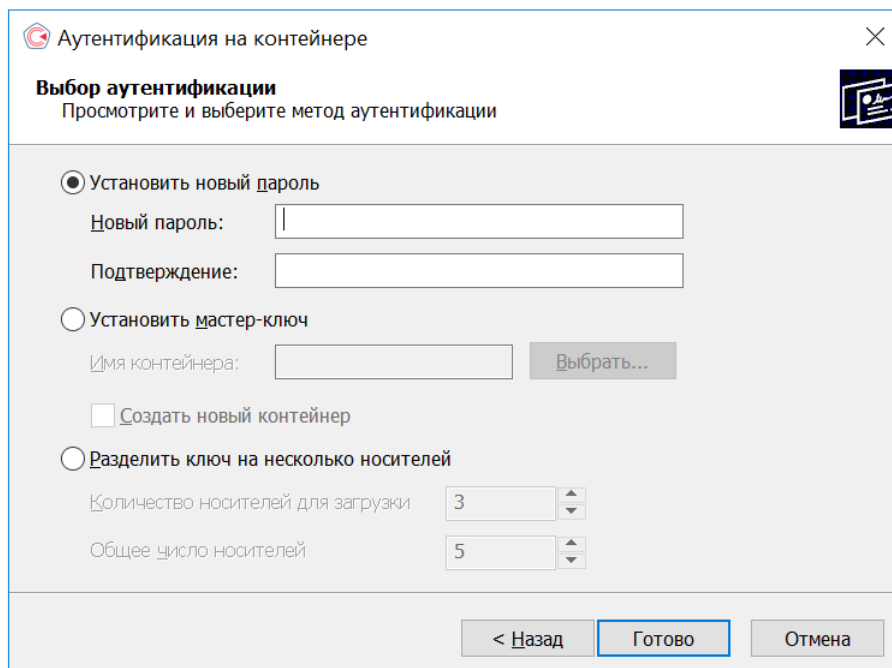 Аутентификация на контейнере
Выбор аутентификации
Просмотрите и выберите метод аутентификации
Установить новый пароль
Новый пароль:
Подтверждение:
Установить мастер-ключ
Имя контейнера:
Выбрать...
Создать новый контейнер
Разделить ключ на несколько носителей
Количество носителей для загрузки 3
Общее число носителей 5
< Назад Готово Отмена